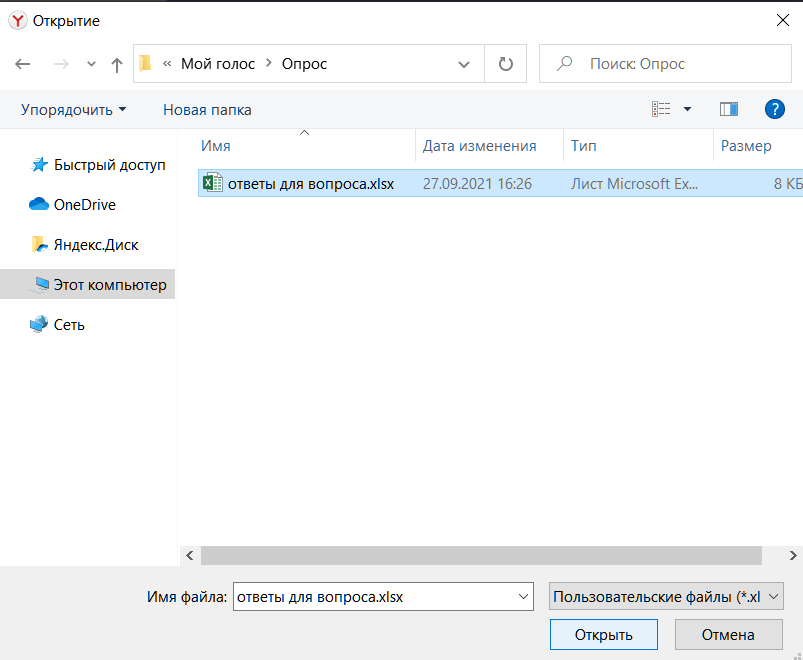 Открытие
« Мой голос > Опрос
Поиск: Опрос
Упорядочить
Новая папка
?
Имя
Дата изменения
Тип
Размер
Быстрый доступ
ответы для вопроса.xlsx
27.09.2021 16:26
Лист Microsoft Ex...
8 КБ
OneDrive
Яндекс.Диск
Этот компьютер
Сеть
Имя файла:
ответы для вопроса.xlsx
Пользовательские файлы (*.xl
Открыть
Отмена